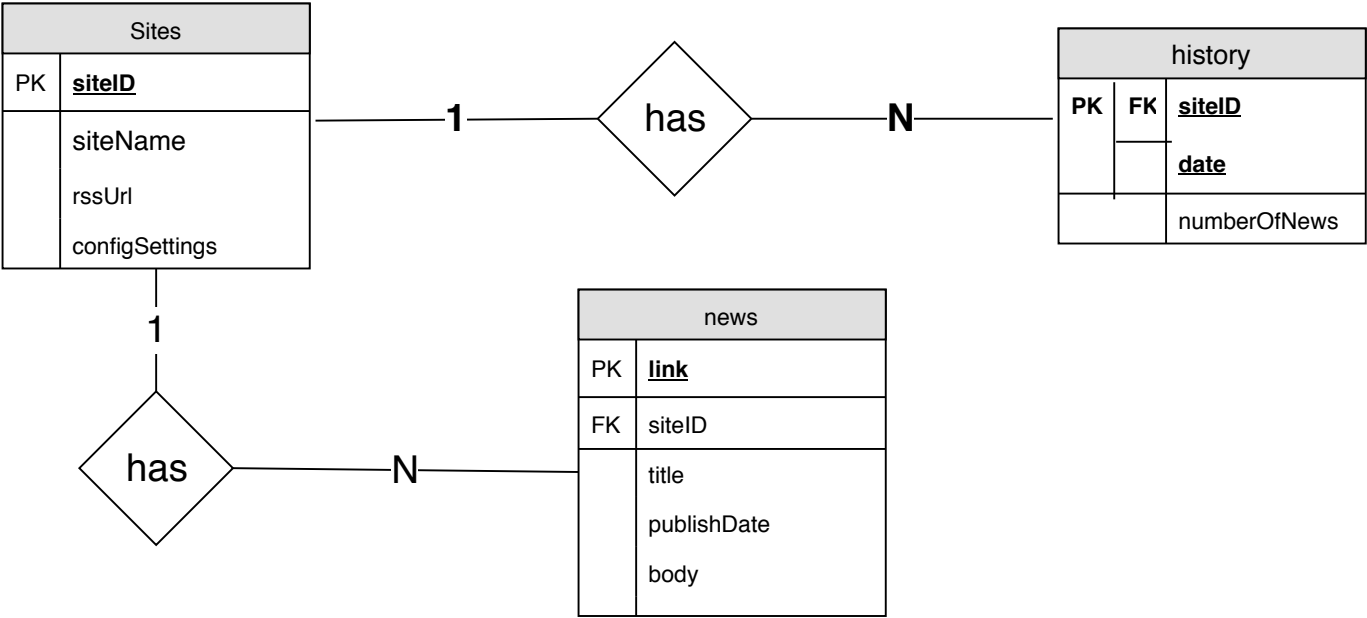 Sites
PK siteID
siteName
rssUrl
configSettings
1
has
N
history
PK FK siteID
date
numberOfNews
1
has
N
news
PK link
FK siteID
title
publishDate
body